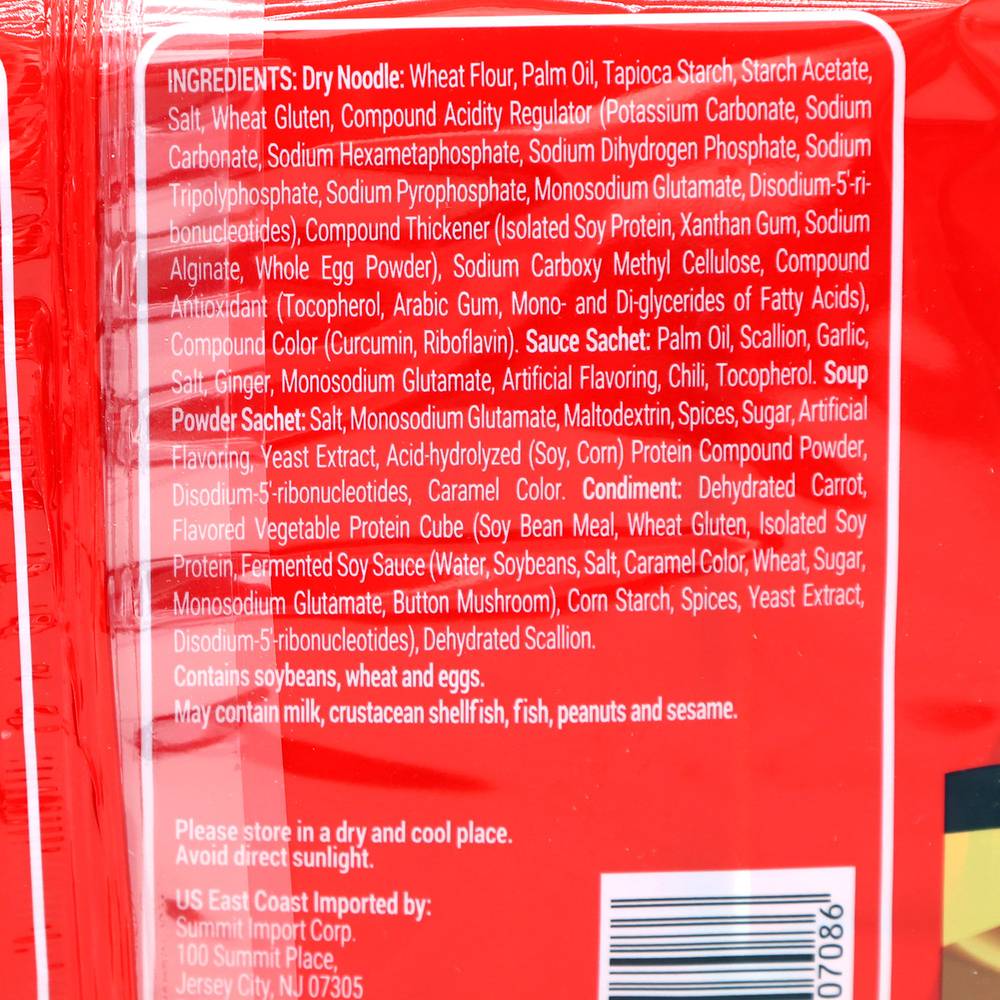 INGREDIENTS: Dry Noodle: Wheat Flour, Palm Oil, Tapioca Starch, Starch Acetate,
Salt, Wheat Gluten, Compound Acidity Regulator (Potassium Carbonate, Sodium
Carbonate, Sodium Hexametaphosphate, Sodium Dihydrogen Phosphate, Sodium
Tripolyphosphate, Sodium Pyrophosphate, Monosodium Glutamate, Disodium-5'-ri-
bonucleotides), Compound Thickener (Isolated Soy Protein, Xanthan Gum, Sodium
Alginate, Whole Egg Powder), Sodium Carboxy Methyl Cellulose, Compound
Antioxidant (Tocopherol, Arabic Gum, Mono- and Di-glycerides of Fatty Acids),
Compound Color (Curcumin, Riboflavin). Sauce Sachet: Palm Oil, Scallion, Garlic,
Salt, Ginger, Monosodium Glutamate, Artificial Flavoring, Chili, Tocopherol. Soup
Powder Sachet: Salt, Monosodium Glutamate, Maltodextrin, Spices, Sugar, Artificial
Flavoring, Yeast Extract, Acid-hydrolyzed (Soy, Corn) Protein Compound Powder,
Disodium-5'-ribonucleotides, Caramel Color. Condiment: Dehydrated Carrot,
Flavored Vegetable Protein Cube (Soy Bean Meal, Wheat Gluten, Isolated Soy
Protein, Fermented Soy Sauce (Water, Soybeans, Salt, Caramel Color, Wheat, Sugar,
Monosodium Glutamate, Button Mushroom), Corn Starch, Spices, Yeast Extract,
Disodium-5'-ribonucleotides), Dehydrated Scallion.
Contains soybeans, wheat and eggs.
May contain milk, crustacean shellfish, fish, peanuts and sesame.
Please store in a dry and cool place.
Avoid direct sunlight.
US East Coast Imported by:
Summit Import Corp.
100 Summit Place,
Jersey City, NJ 07305
07086